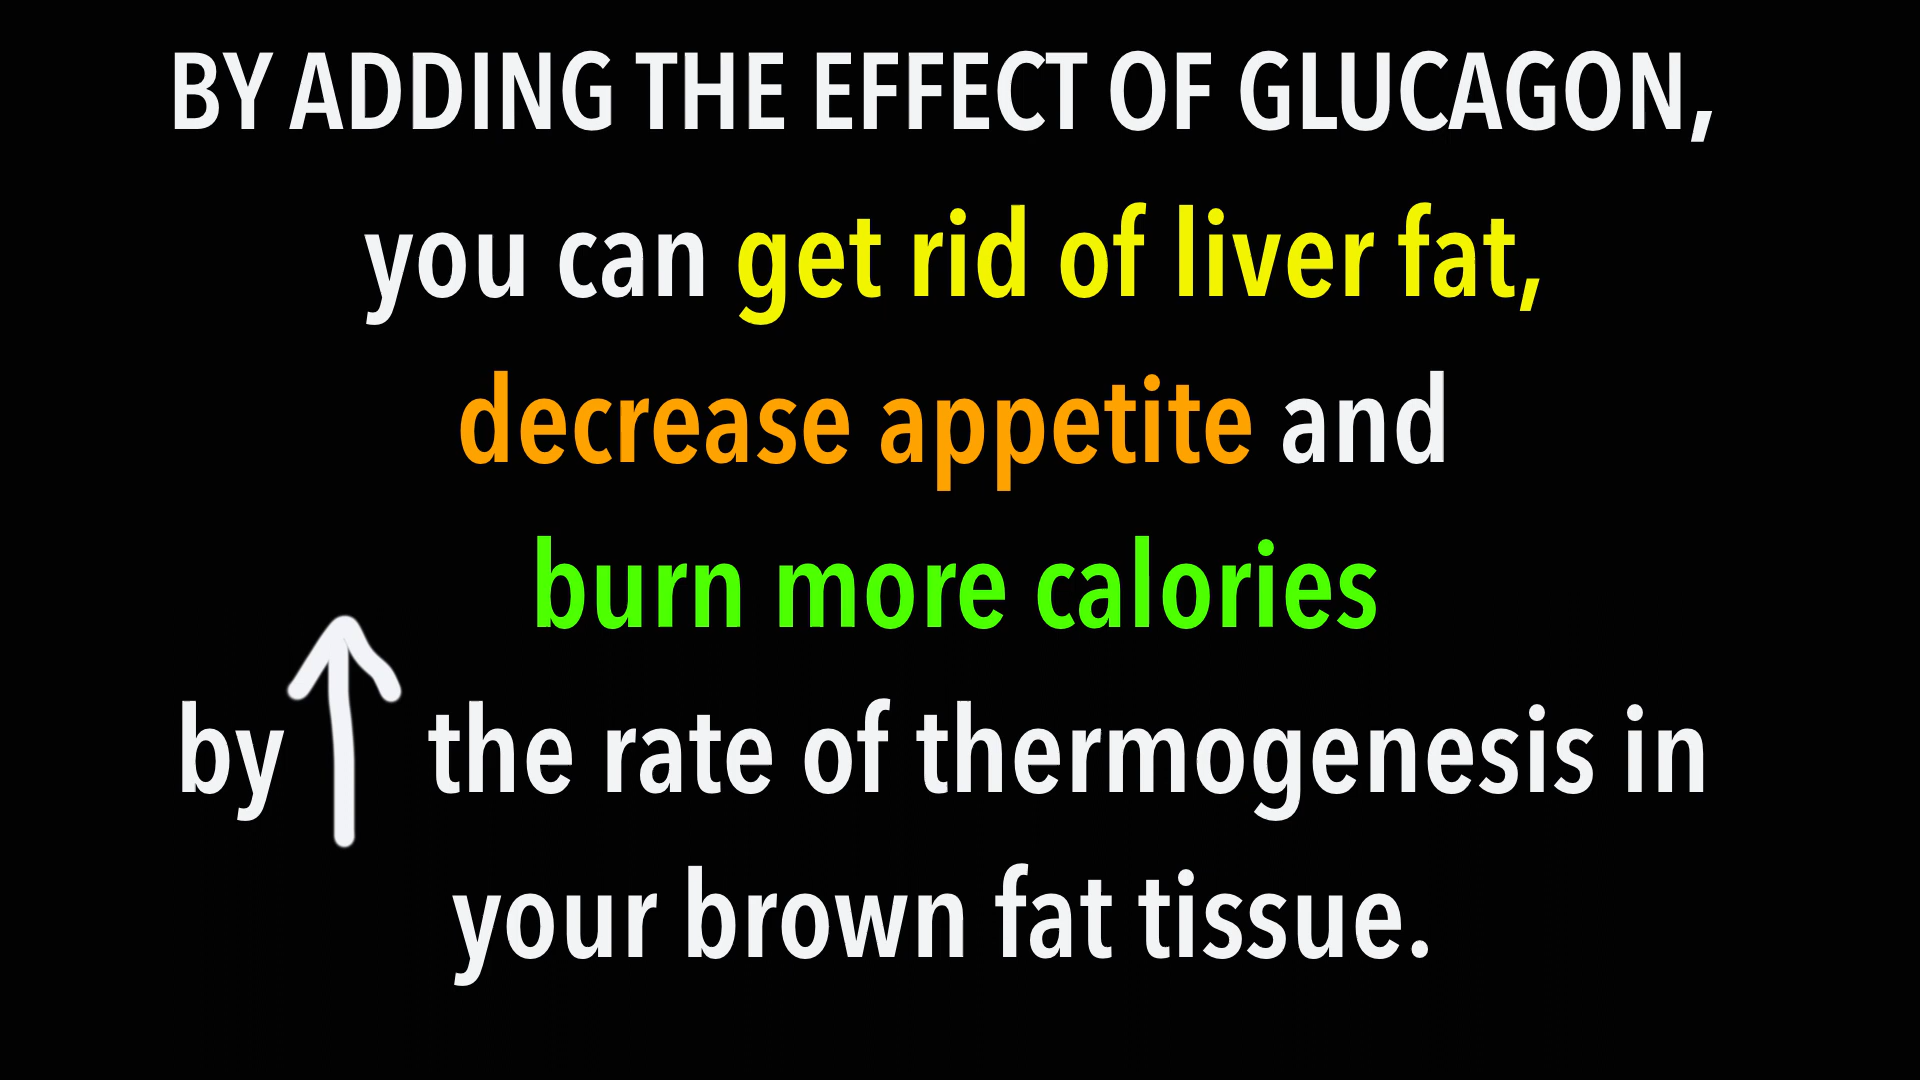 BY ADDING THE EFFECT OF GLUCAGON,
you can get rid of liver fat,
decrease appetite and
burn more calories
by ↑ the rate of thermogenesis in
your brown fat tissue.